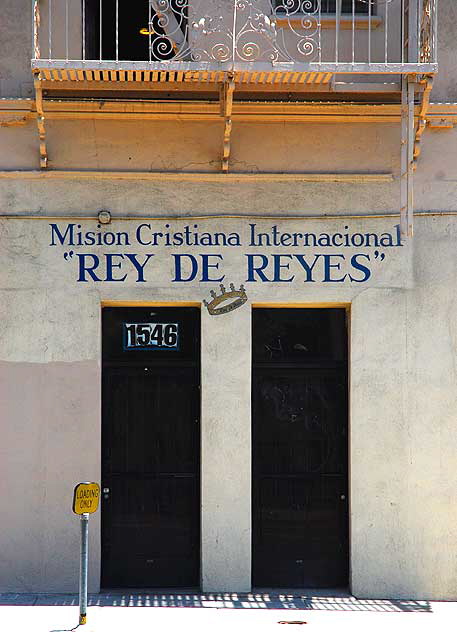 Mision Cristiana Internacional
"REY DE REYES"
1546
LOADING
ONLY